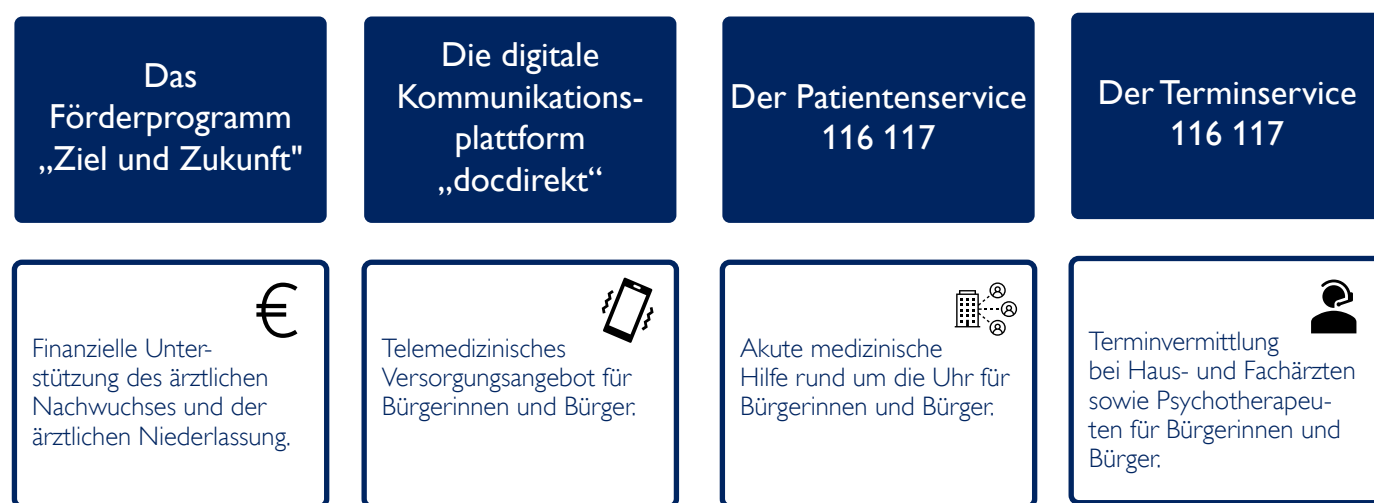 Das
Förderprogramm
„Ziel und Zukunft"
Die digitale
Kommunikations-
plattform
„docdirekt“
Der Patientenservice
116 117
Der Terminservice
116 117
€
Finanzielle Unter-
stützung des ärztlichen
Nachwuchses und der
ärztlichen Niederlassung.
Telemedizinisches
Versorgungsangebot für
Bürgerinnen und Bürger.
Akute medizinische
Hilfe rund um die Uhr für
Bürgerinnen und Bürger.
Terminvermittlung
bei Haus- und Fachärzten
sowie Psychotherapeu-
ten für Bürgerinnen und
Bürger.